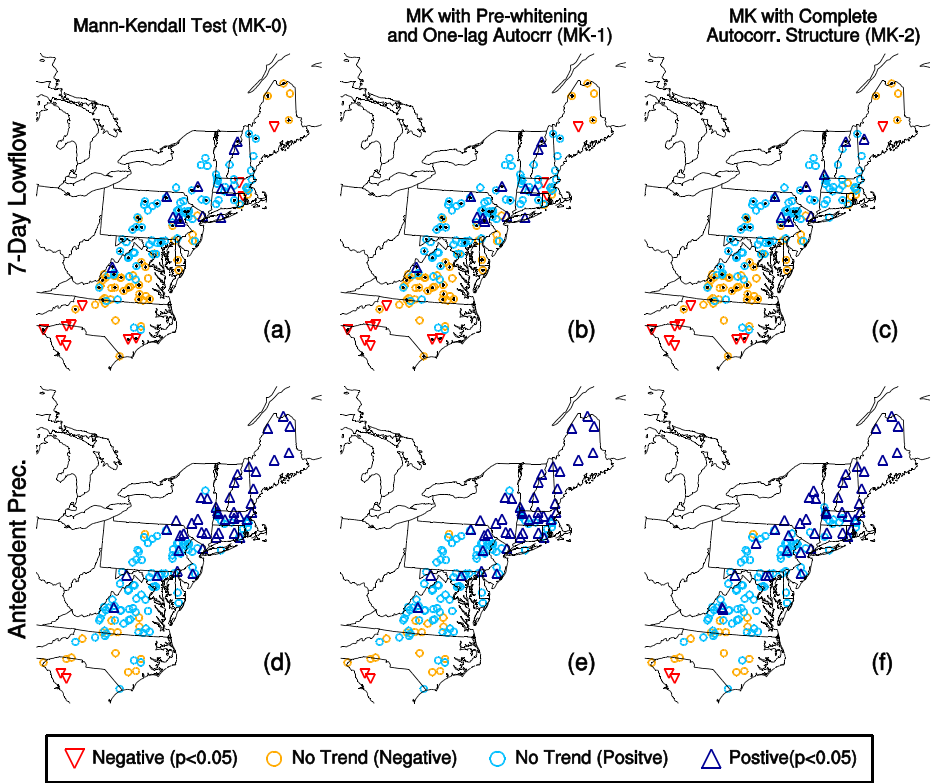 Mann-Kendall Test (MK-0)
MK with Pre-whitening
and One-lag Autocrr (MK-1)
MK with Complete
Autocorr. Structure (MK-2)
7-Day Lowflow
(a)
(b)
(c)
Antecedent Prec.
(d)
(e)
(f)
Negative (p<0.05)
No Trend (Negative)
No Trend (Positve)
Postive(p<0.05)